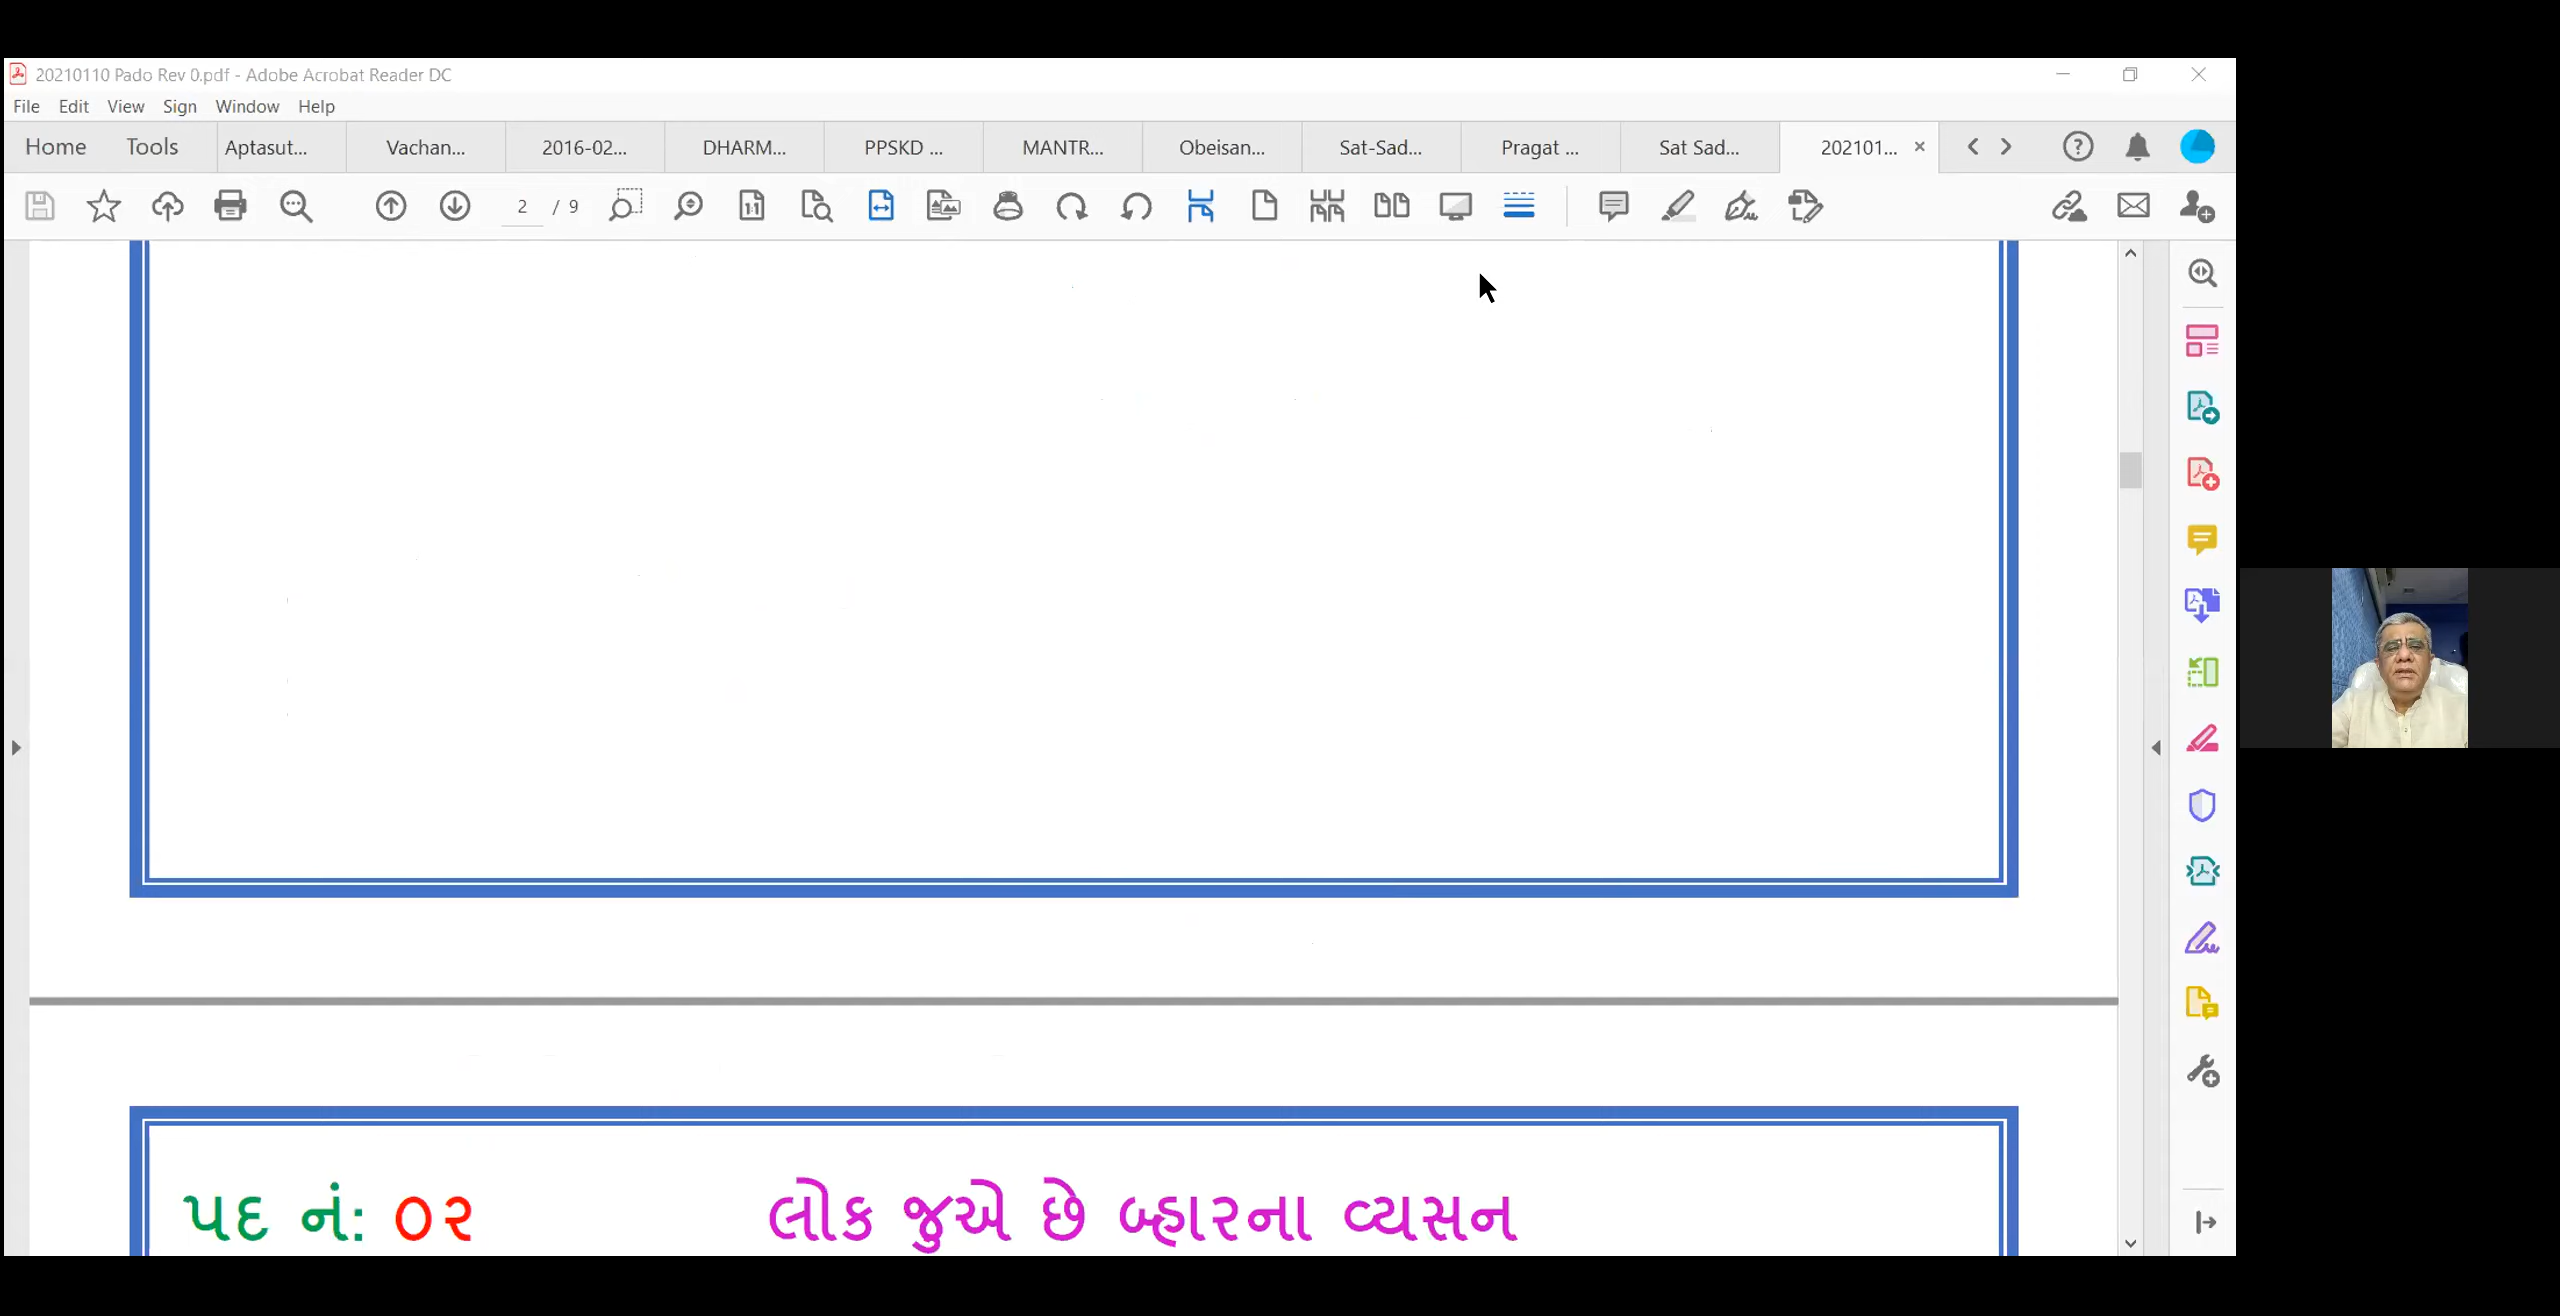 20210110 Pado Rev 0.pdf - Adobe Acrobat Reader DC
File Edit View Sign Window Help
Home Tools Aptasut... Vachan... 2016-02... DHARM... PPSKD ... MANTR... Obeisan... Sat-Sad... Pragat ... Sat Sad... 202101...
2 / 9
પદ નં: ૦૨ લોક જુએ છે બ્હારના વ્યસન